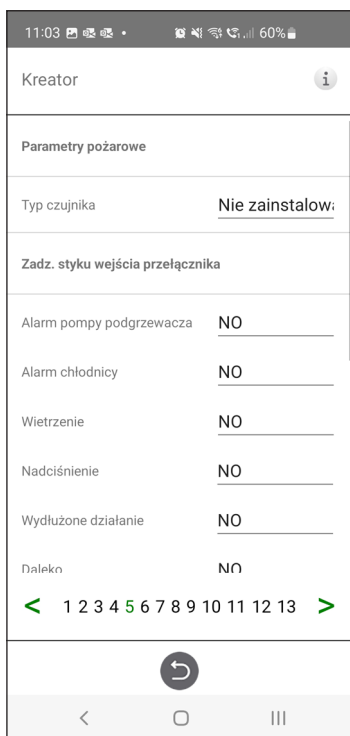 11:03 60%
Kreator
i
Parametry pożarowe
Typ czujnika Nie zainstalow
Zadz. styku wejścia przełącznika
Alarm pompy podgrzewacza NO
Alarm chłodnicy NO
Wietrzenie NO
Nadciśnienie NO
Wydłużone działanie NO
Daleko NO
< 1 2 3 4 5 6 7 8 9 10 11 12 13 >